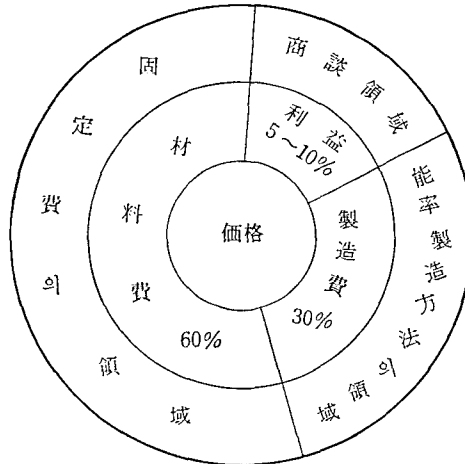 商談領域
利益
5～10%
能率製造方法의領域
製造費
30%
価格
固定費의領域
材料費
60%